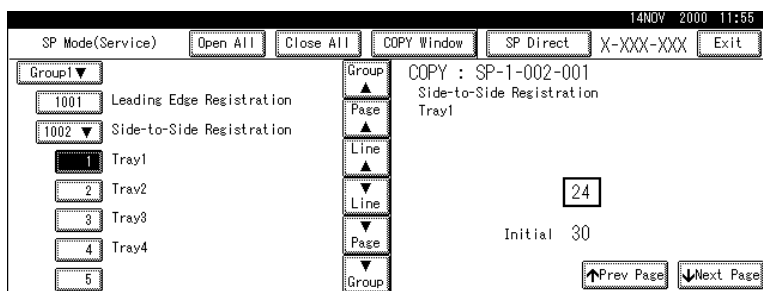 14NOV 2000 11:55
SP Mode(Service) Open All Close All COPY Window SP Direct X-XXX-XXX Exit
Group1▼
1001 Leading Edge Registration
1002 ▼ Side-to-Side Registration
1 Tray1
2 Tray2
3 Tray3
4 Tray4
5
Group
▲
Page
▲
Line
▲
▼
Line
▼
Page
▼
Group
COPY : SP-1-002-001
Side-to-Side Registration
Tray1
24
Initial 30
↑Prev Page ↓Next Page